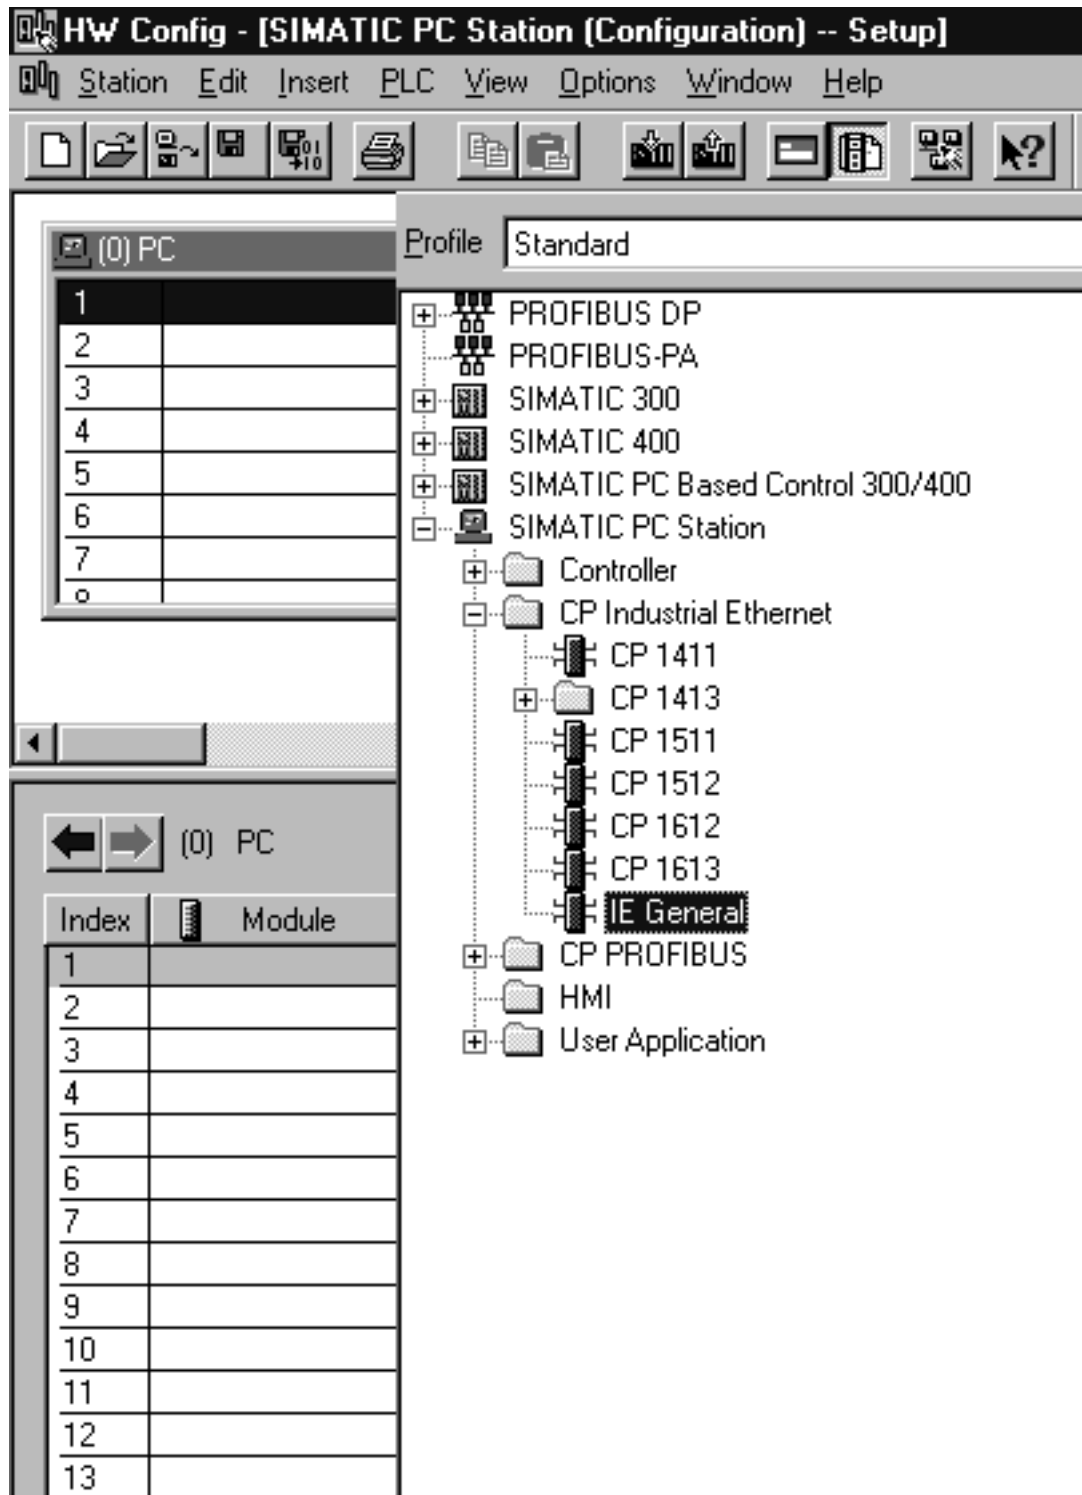 HW Config - [SIMATIC PC Station (Configuration) -- Setup]
Station Edit Insert PLC View Options Window Help
(0) PC
1
2
3
4
5
6
7
8
Profile Standard
PROFIBUS DP
PROFIBUS-PA
SIMATIC 300
SIMATIC 400
SIMATIC PC Based Control 300/400
SIMATIC PC Station
Controller
CP Industrial Ethernet
CP 1411
CP 1413
CP 1511
CP 1512
CP 1612
CP 1613
IE General
CP PROFIBUS
HMI
User Application
(0) PC
Index Module
1
2
3
4
5
6
7
8
9
10
11
12
13